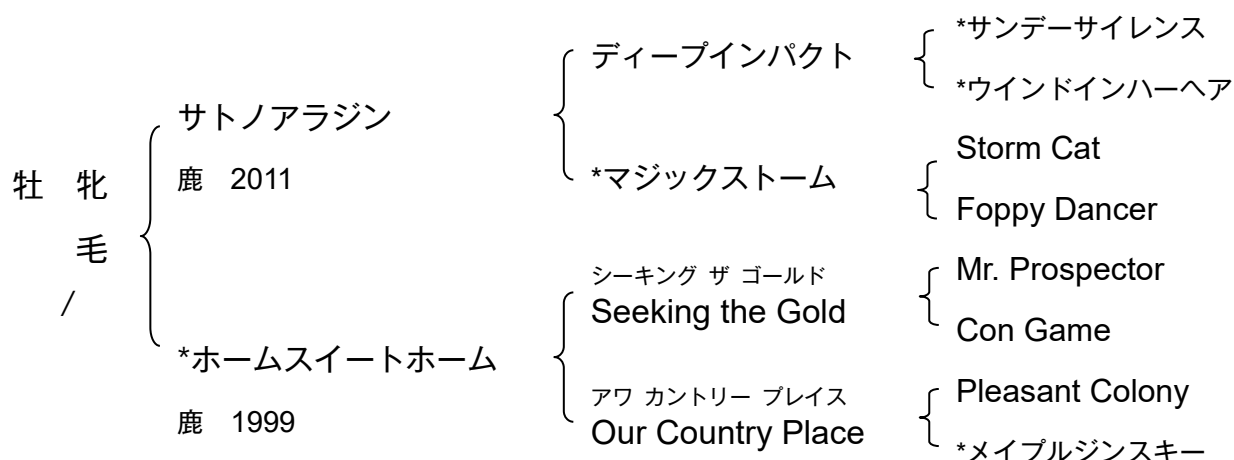 牡 牝
毛
/
サトノアラジン
鹿 2011
*ホームスイートホーム
鹿 1999
ディープインパクト
*マジックストーム
シーキング ザ ゴールド
Seeking the Gold
アワ カントリー プレイス
Our Country Place
*サンデーサイレンス
*ウインドインハーヘア
Storm Cat
Foppy Dancer
Mr. Prospector
Con Game
Pleasant Colony
*メイプルジンスキー